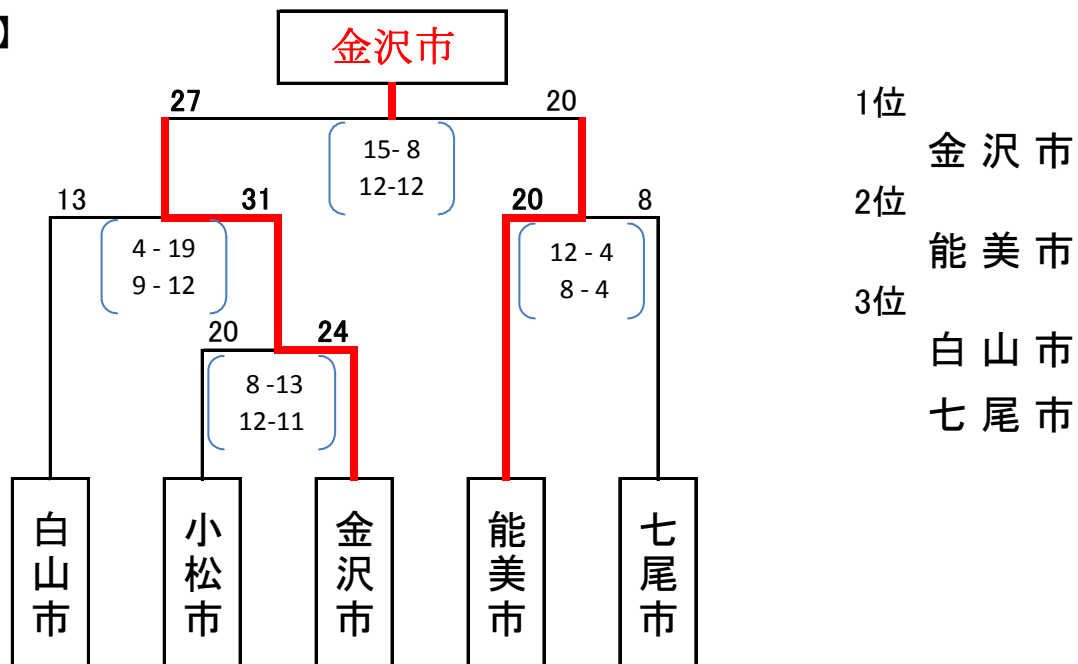 】
金沢市
27 20
1位
15- 8
12-12
金 沢 市
13 31 20 8
2位
4 - 19
9 - 12
12 - 4
8 - 4
能 美 市
3位
20 24
8 -13
12-11
白 山 市
七 尾 市
白山市
小松市
金沢市
能美市
七尾市